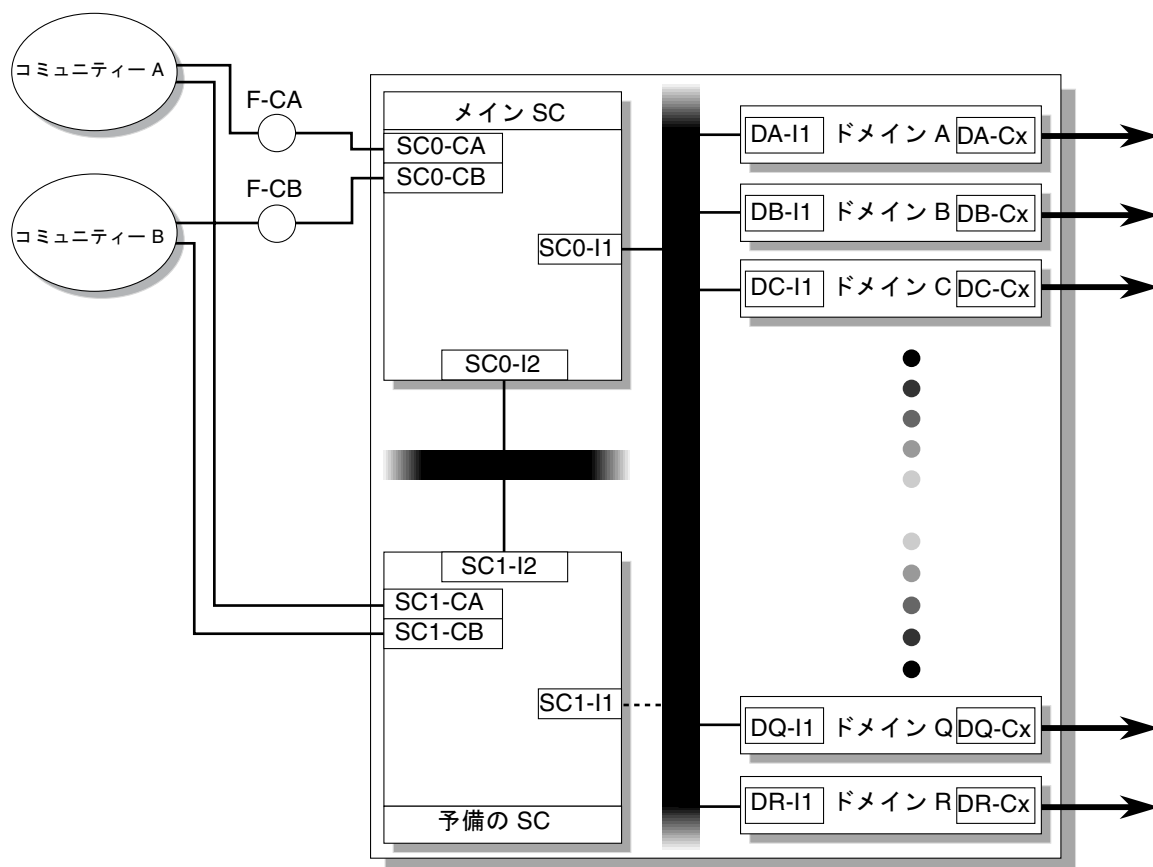 コミュニティー A
F-CA
コミュニティー B
F-CB
メイン SC
SC0-CA
SC0-CB
SC0-I1
SC0-I2
SC1-I2
SC1-CA
SC1-CB
SC1-I1
予備の SC
DA-I1 ドメイン A DA-Cx
DB-I1 ドメイン B DB-Cx
DC-I1 ドメイン C DC-Cx
DQ-I1 ドメイン Q DQ-Cx
DR-I1 ドメイン R DR-Cx